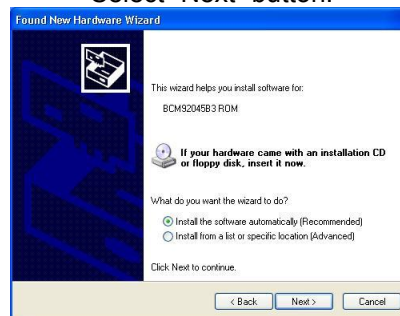 Select "Next" button.
Found New Hardware Wizard
This wizard helps you install software for:
BCM92045B3 ROM
If your hardware came with an installation CD
or floppy disk, insert it now.
What do you want the wizard to do?
Install the software automatically (Recommended)
Install from a list or specific location (Advanced)
Click Next to continue.
< Back
Next >
Cancel